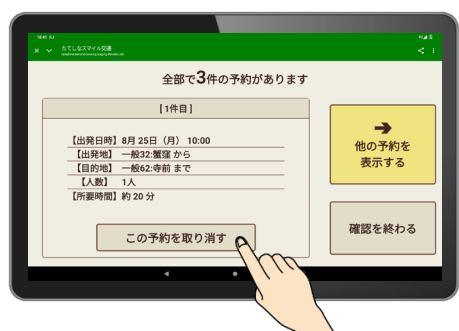 たてしなスマイル交通
全部で3件の予約があります
[1件目]
【出発日時】8月 25日（月） 10:00
【出発地】 一般32:蟹窪 から
【目的地】 一般62:寺前 まで
【人数】 1人
【所要時間】約 20 分
この予約を取り消す
➔
他の予約を
表示する
確認を終わる